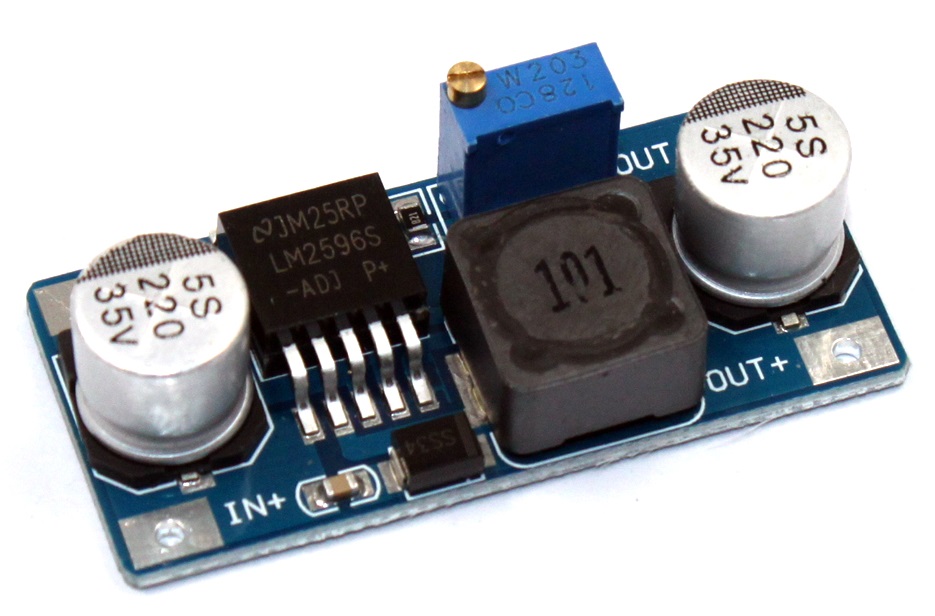 W203
128CO
OUT
5S
220
35V
JM25RP
LM2596S
-ADJ P+
5S
220
35V
101
OUT+
SS34
IN+